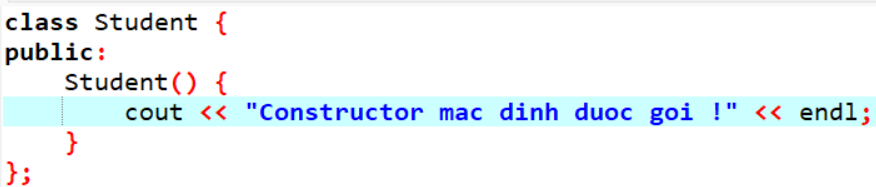 class Student {
public:
    Student() {
        cout << "Constructor mac dinh duoc goi !" << endl;
    }
};